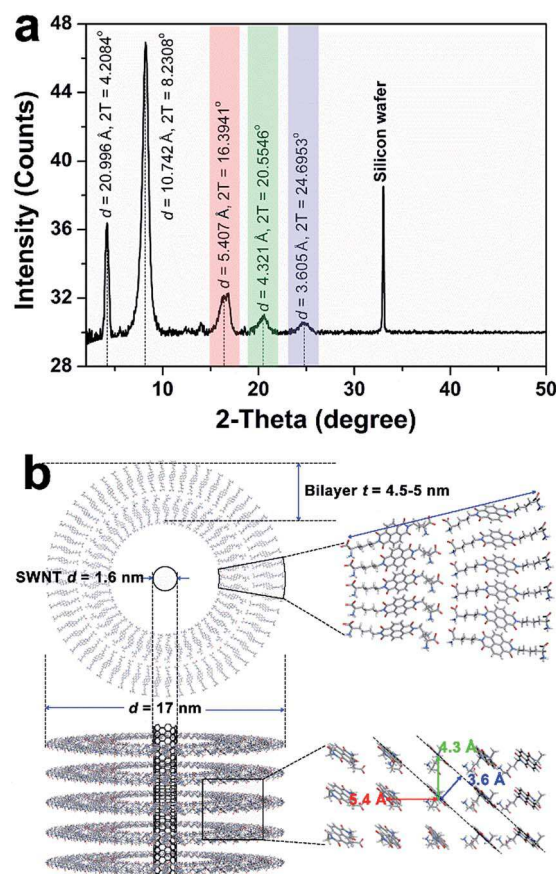 a
Intensity (Counts)
48
44
40
36
32
28
d = 20.996 Å, 2T = 4.2084°
d = 10.742 Å, 2T = 8.2308°
d = 5.407 Å, 2T = 16.3941°
d = 4.321 Å, 2T = 20.5546°
d = 3.605 Å, 2T = 24.6953°
Silicon wafer
10 20 30 40 50
2-Theta (degree)
b
Bilayer t = 4.5-5 nm
SWNT d = 1.6 nm
d = 17 nm
4.3 Å
3.6 Å
5.4 Å